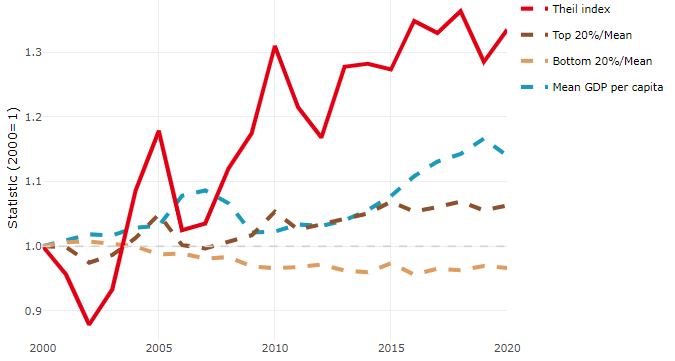 Theil index
Top 20%/Mean
Bottom 20%/Mean
Mean GDP per capita
Statistic (2000=1)
1.3
1.2
1.1
1.0
0.9
2000
2005
2010
2015
2020